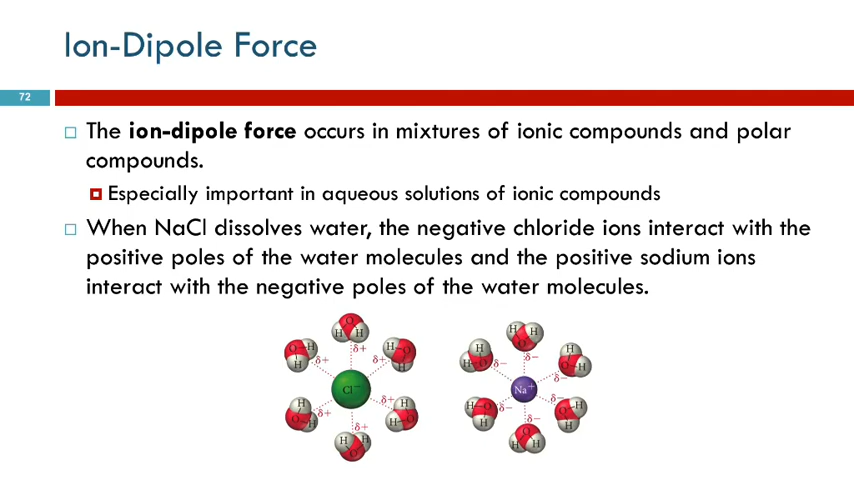 Ion-Dipole Force
72
The ion-dipole force occurs in mixtures of ionic compounds and polar
compounds.
Especially important in aqueous solutions of ionic compounds
When NaCl dissolves water, the negative chloride ions interact with the
positive poles of the water molecules and the positive sodium ions
interact with the negative poles of the water molecules.
O
H H
δ+
O H
H
δ+
H O
H
δ+
Cl⁻
H
O H
δ+
H
H O
δ+
δ+
H H
O
H H
O
δ−
H
H O
δ−
H
O H
δ−
Na⁺
H O
H
δ−
δ−
H
O
H
δ−
O
H H